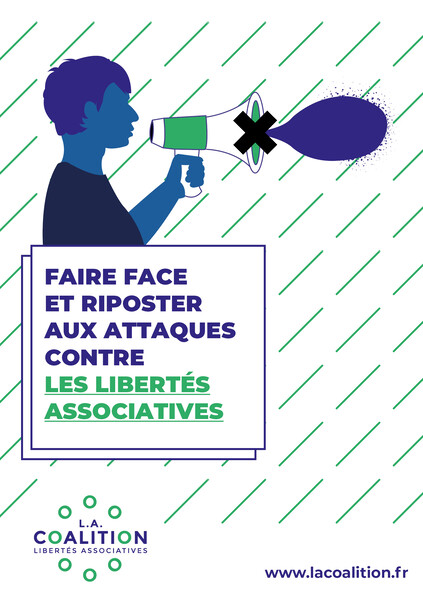 FAIRE FACE
ET RIPOSTER
AUX ATTAQUES
CONTRE
LES LIBERTÉS
ASSOCIATIVES
L.A.
COALITION
LIBERTÉS ASSOCIATIVES
www.lacoalition.fr